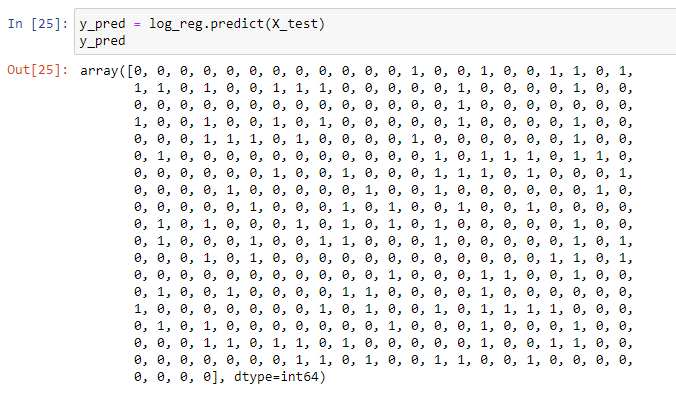 In [25]: y_pred = log_reg.predict(X_test)
y_pred
Out[25]: array([0, 0, 0, 0, 0, 0, 0, 0, 0, 0, 0, 0, 1, 0, 0, 1, 0, 0, 1, 1, 0, 1,
1, 1, 0, 1, 0, 0, 1, 1, 1, 0, 0, 0, 0, 0, 1, 0, 0, 0, 0, 1, 0, 0,
0, 0, 0, 0, 0, 0, 0, 0, 0, 0, 0, 0, 0, 0, 1, 0, 0, 0, 0, 0, 0, 0,
1, 0, 0, 1, 0, 0, 1, 0, 1, 0, 0, 0, 0, 0, 1, 0, 0, 0, 0, 1, 0, 0,
0, 0, 0, 1, 1, 1, 0, 1, 0, 0, 0, 0, 1, 0, 0, 0, 0, 0, 0, 1, 0, 0,
0, 1, 0, 0, 0, 0, 0, 0, 0, 0, 0, 0, 0, 1, 0, 1, 1, 1, 0, 1, 1, 0,
0, 0, 0, 0, 0, 0, 1, 0, 0, 1, 0, 0, 0, 1, 1, 1, 0, 1, 0, 0, 0, 1,
0, 0, 0, 0, 1, 0, 0, 0, 0, 0, 1, 0, 0, 1, 0, 0, 0, 0, 0, 0, 1, 0,
0, 0, 0, 0, 0, 1, 0, 0, 0, 1, 0, 1, 0, 0, 1, 0, 0, 1, 0, 0, 0, 0,
0, 1, 0, 1, 0, 0, 0, 1, 0, 1, 0, 1, 0, 1, 0, 0, 0, 0, 0, 1, 0, 0,
0, 1, 0, 0, 0, 1, 0, 0, 1, 1, 0, 0, 0, 1, 0, 0, 0, 0, 0, 1, 0, 1,
0, 0, 0, 1, 0, 1, 0, 0, 0, 0, 0, 0, 0, 0, 0, 0, 0, 0, 1, 1, 0, 1,
0, 0, 0, 0, 0, 0, 0, 0, 0, 0, 0, 1, 0, 0, 0, 1, 1, 0, 0, 1, 0, 0,
0, 1, 0, 0, 1, 0, 0, 0, 0, 1, 1, 0, 0, 0, 0, 1, 0, 0, 0, 0, 0, 0,
1, 0, 0, 0, 0, 0, 0, 0, 1, 0, 1, 0, 0, 1, 0, 1, 1, 1, 1, 0, 0, 0,
0, 1, 0, 1, 0, 0, 0, 0, 0, 0, 0, 1, 0, 0, 0, 1, 0, 0, 0, 1, 0, 0,
0, 0, 0, 1, 1, 0, 1, 1, 0, 1, 0, 0, 0, 0, 0, 1, 0, 0, 1, 1, 0, 0,
0, 0, 0, 0, 0, 0, 0, 1, 1, 0, 1, 0, 0, 1, 1, 0, 0, 1, 0, 0, 0, 0,
0, 0, 0, 0], dtype=int64)